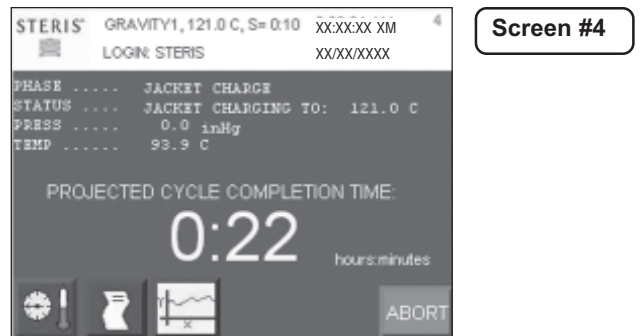 STERIS®
GRAVITY1, 121.0 C, S= 0:10
XX:XX:XX XM
4
LOGIN: STERIS
XX/XX/XXXX
Screen #4
PHASE ..... JACKET CHARGE
STATUS ..... JACKET CHARGING TO: 121.0 C
PRESS ..... 0.0 inHg
TEMP ...... 93.9 C
PROJECTED CYCLE COMPLETION TIME:
0:22
hours:minutes
Y
X
ABORT